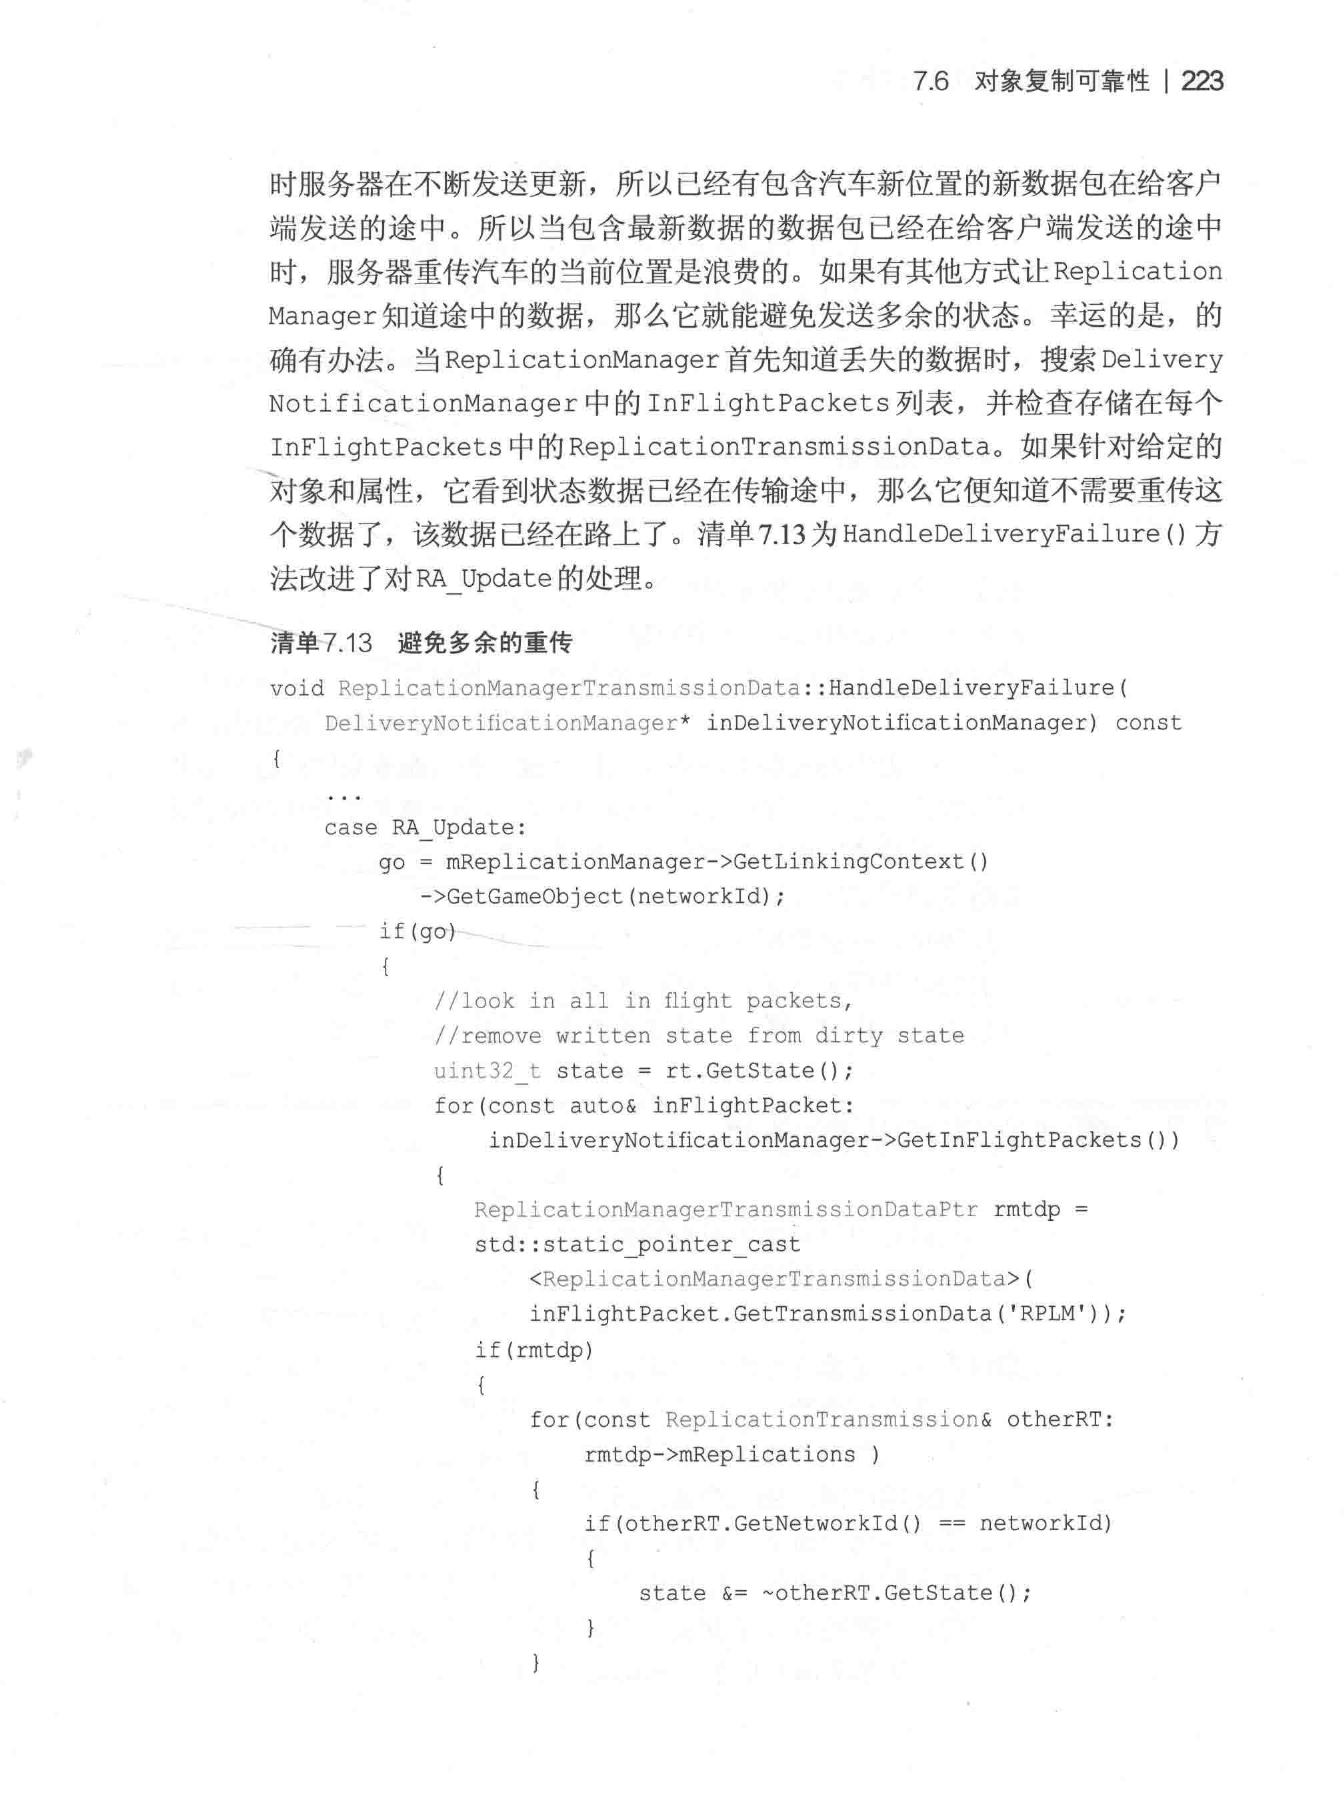 7.6 对象复制可靠性 | 223
时服务器在不断发送更新，所以已经有包含汽车新位置的新数据包在给客户
端发送的途中。所以当包含最新数据的数据包已经在给客户端发送的途中
时，服务器重传汽车的当前位置是浪费的。如果有其他方式让Replication
Manager知道途中的数据，那么它就能避免发送多余的状态。幸运的是，的
确有办法。当ReplicationManager首先知道丢失的数据时，搜索Delivery
NotificationManager中的InFlightPackets列表，并检查存储在每个
InFlightPackets中的ReplicationTransmissionData。如果针对给定的
对象和属性，它看到状态数据已经在传输途中，那么它便知道不需要重传这
个数据了，该数据已经在路上了。清单7.13为HandleDeliveryFailure()方
法改进了对RA_Update的处理。
清单7.13 避免多余的重传
void ReplicationManagerTransmissionData::HandleDeliveryFailure(
    DeliveryNotificationManager* inDeliveryNotificationManager) const
{
    ...
    case RA_Update:
        go = mReplicationManager->GetLinkingContext()
           ->GetGameObject(networkId);
        if(go)
        {
            //look in all in flight packets,
            //remove written state from dirty state
            uint32_t state = rt.GetState();
            for(const auto& inFlightPacket:
                inDeliveryNotificationManager->GetInFlightPackets())
            {
               ReplicationManagerTransmissionDataPtr rmtdp =
               std::static_pointer_cast
                   <ReplicationManagerTransmissionData>(
                   inFlightPacket.GetTransmissionData('RPLM'));
               if(rmtdp)
               {
                   for(const ReplicationTransmission& otherRT:
                       rmtdp->mReplications )
                   {
                       if(otherRT.GetNetworkId() == networkId)
                       {
                           state &= ~otherRT.GetState();
                       }
                   }